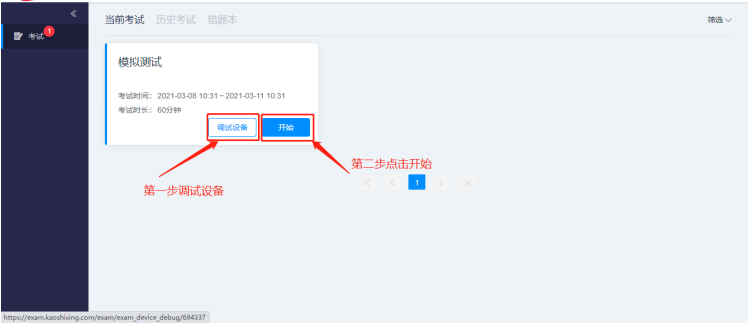 当前考试 历史考试 错题本 筛选
考试 1
模拟测试
考试时间： 2021-03-08 10:31 ~ 2021-03-11 10:31
考试时长： 60分钟
调试设备 开始
第二步点击开始
第一步调试设备
1
https://exam.kaoshixing.com/exam/exam_device_debug/694337